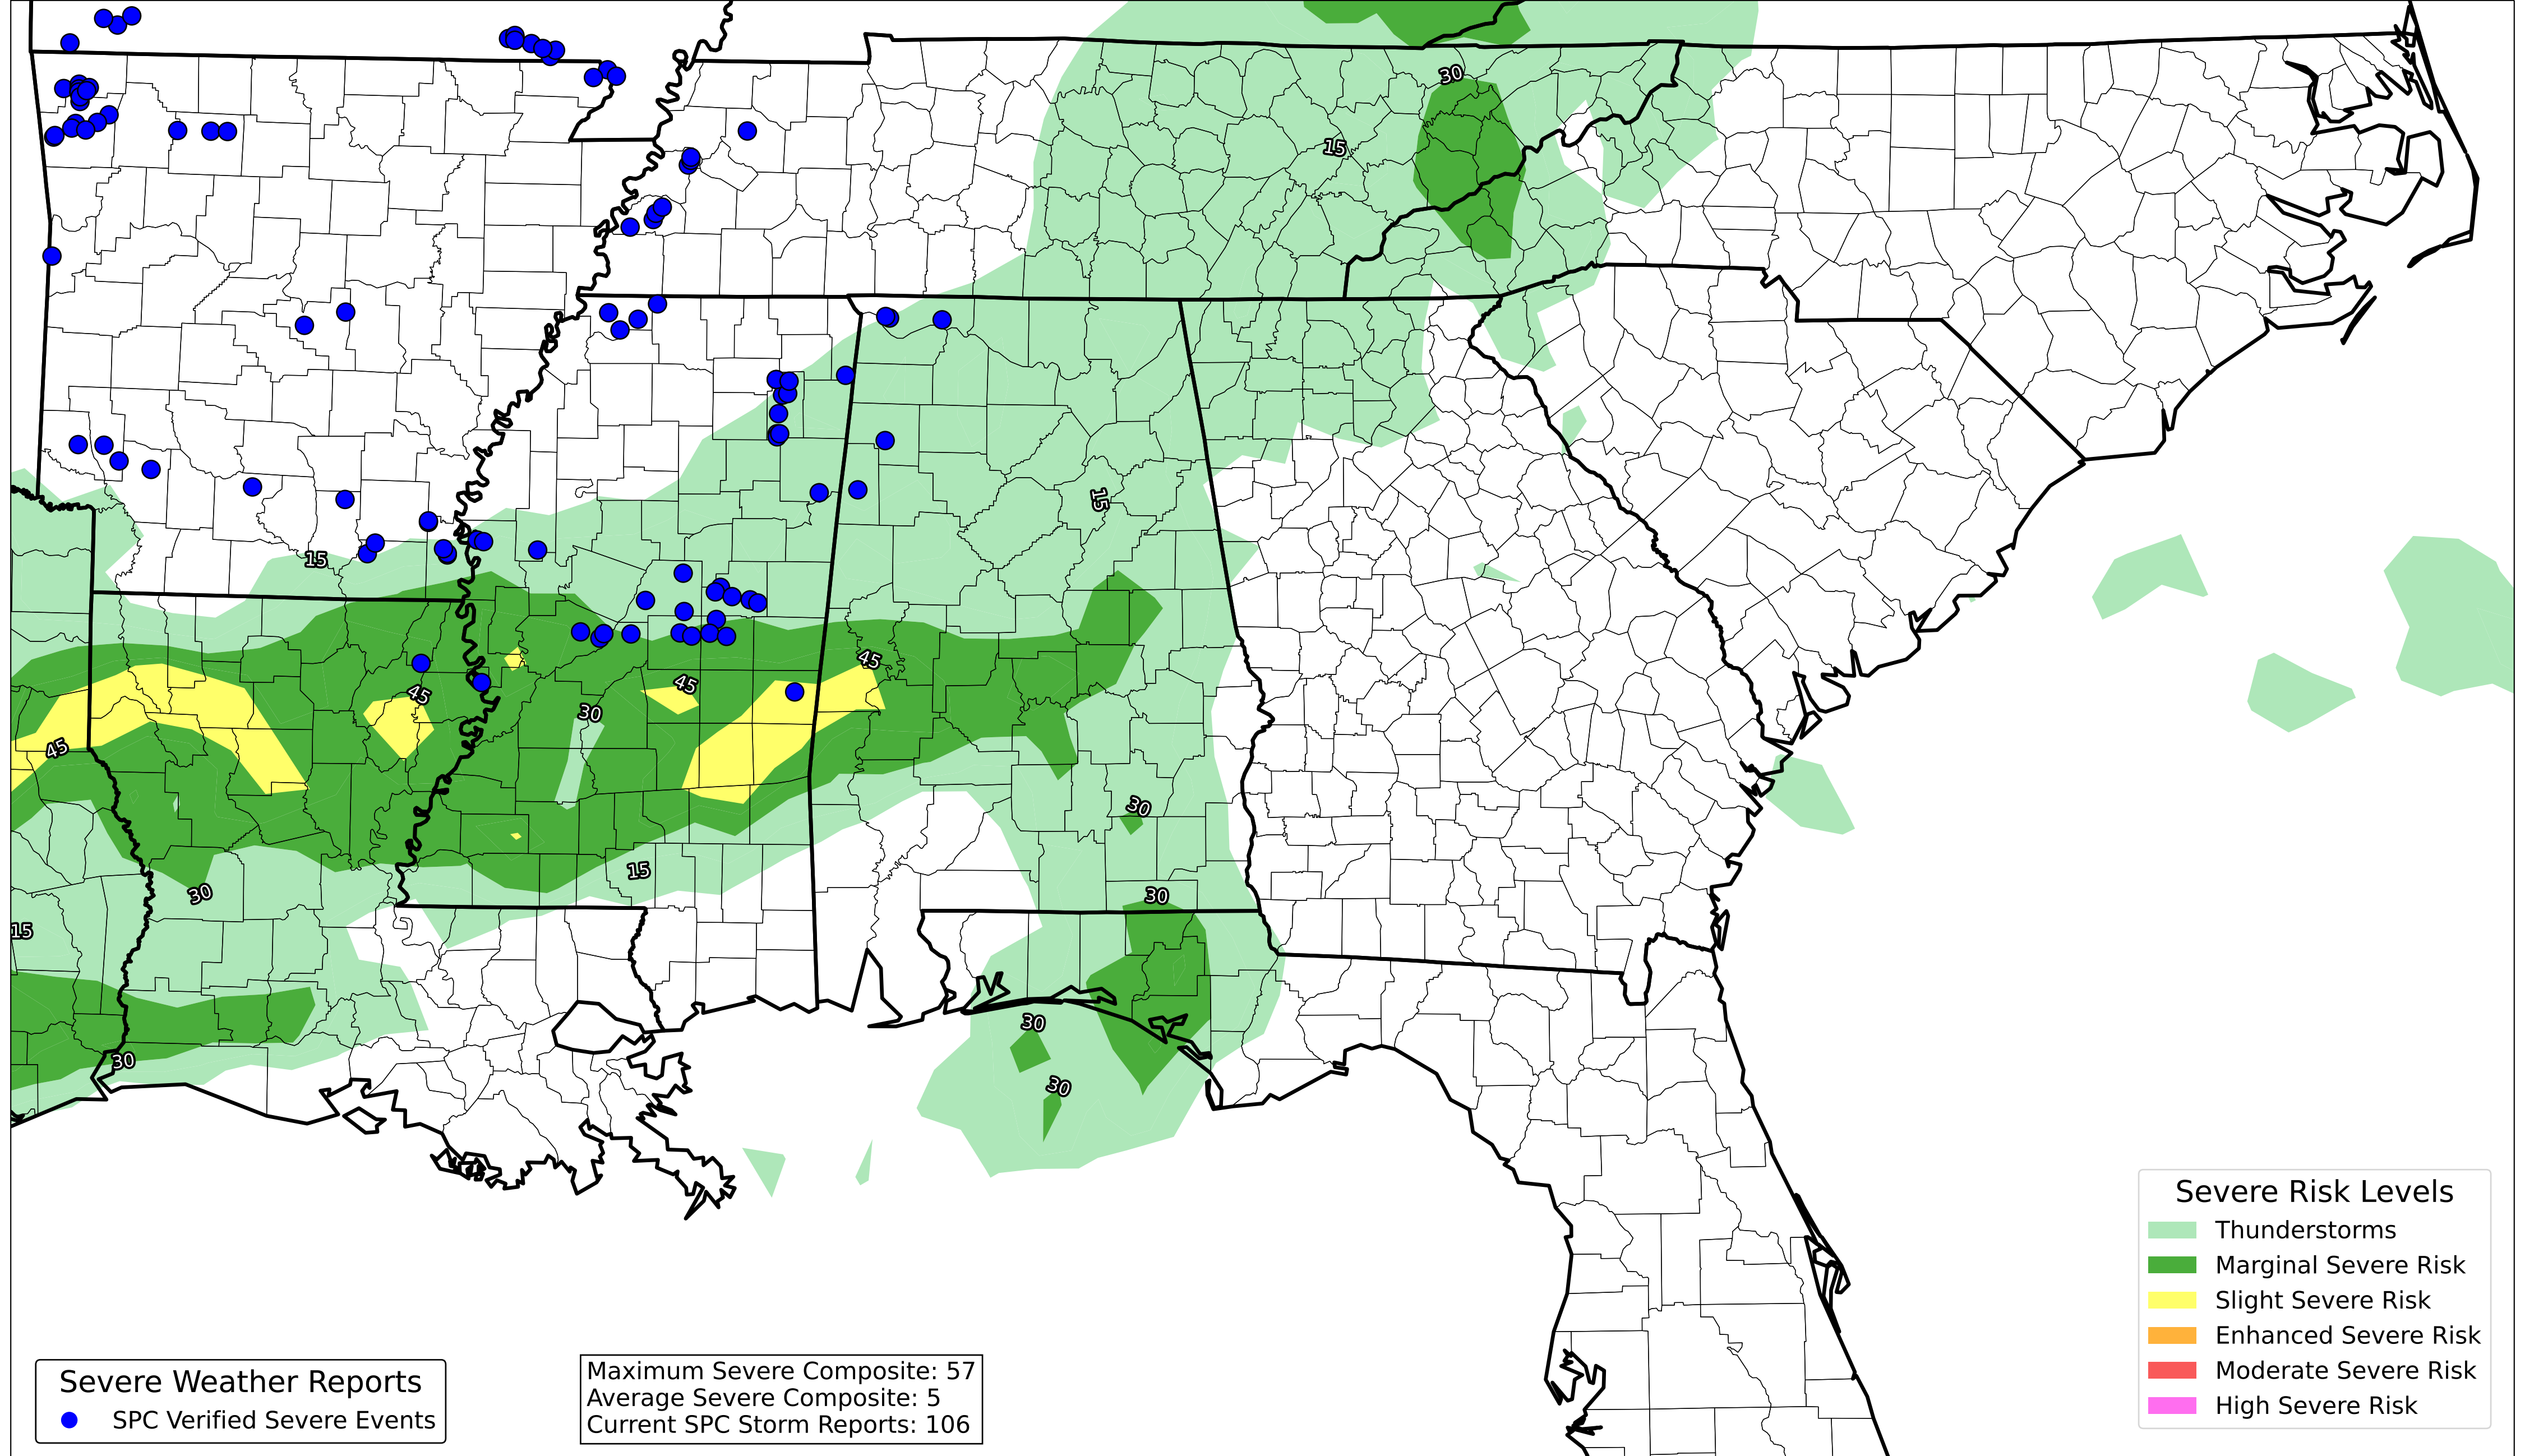 30
15
15
15
45
45
45
30
45
30
15
30
30
15
30
30
30
Severe Risk Levels
Thunderstorms
Marginal Severe Risk
Slight Severe Risk
Enhanced Severe Risk
Moderate Severe Risk
High Severe Risk
Severe Weather Reports
SPC Verified Severe Events
Maximum Severe Composite: 57
Average Severe Composite: 5
Current SPC Storm Reports: 106